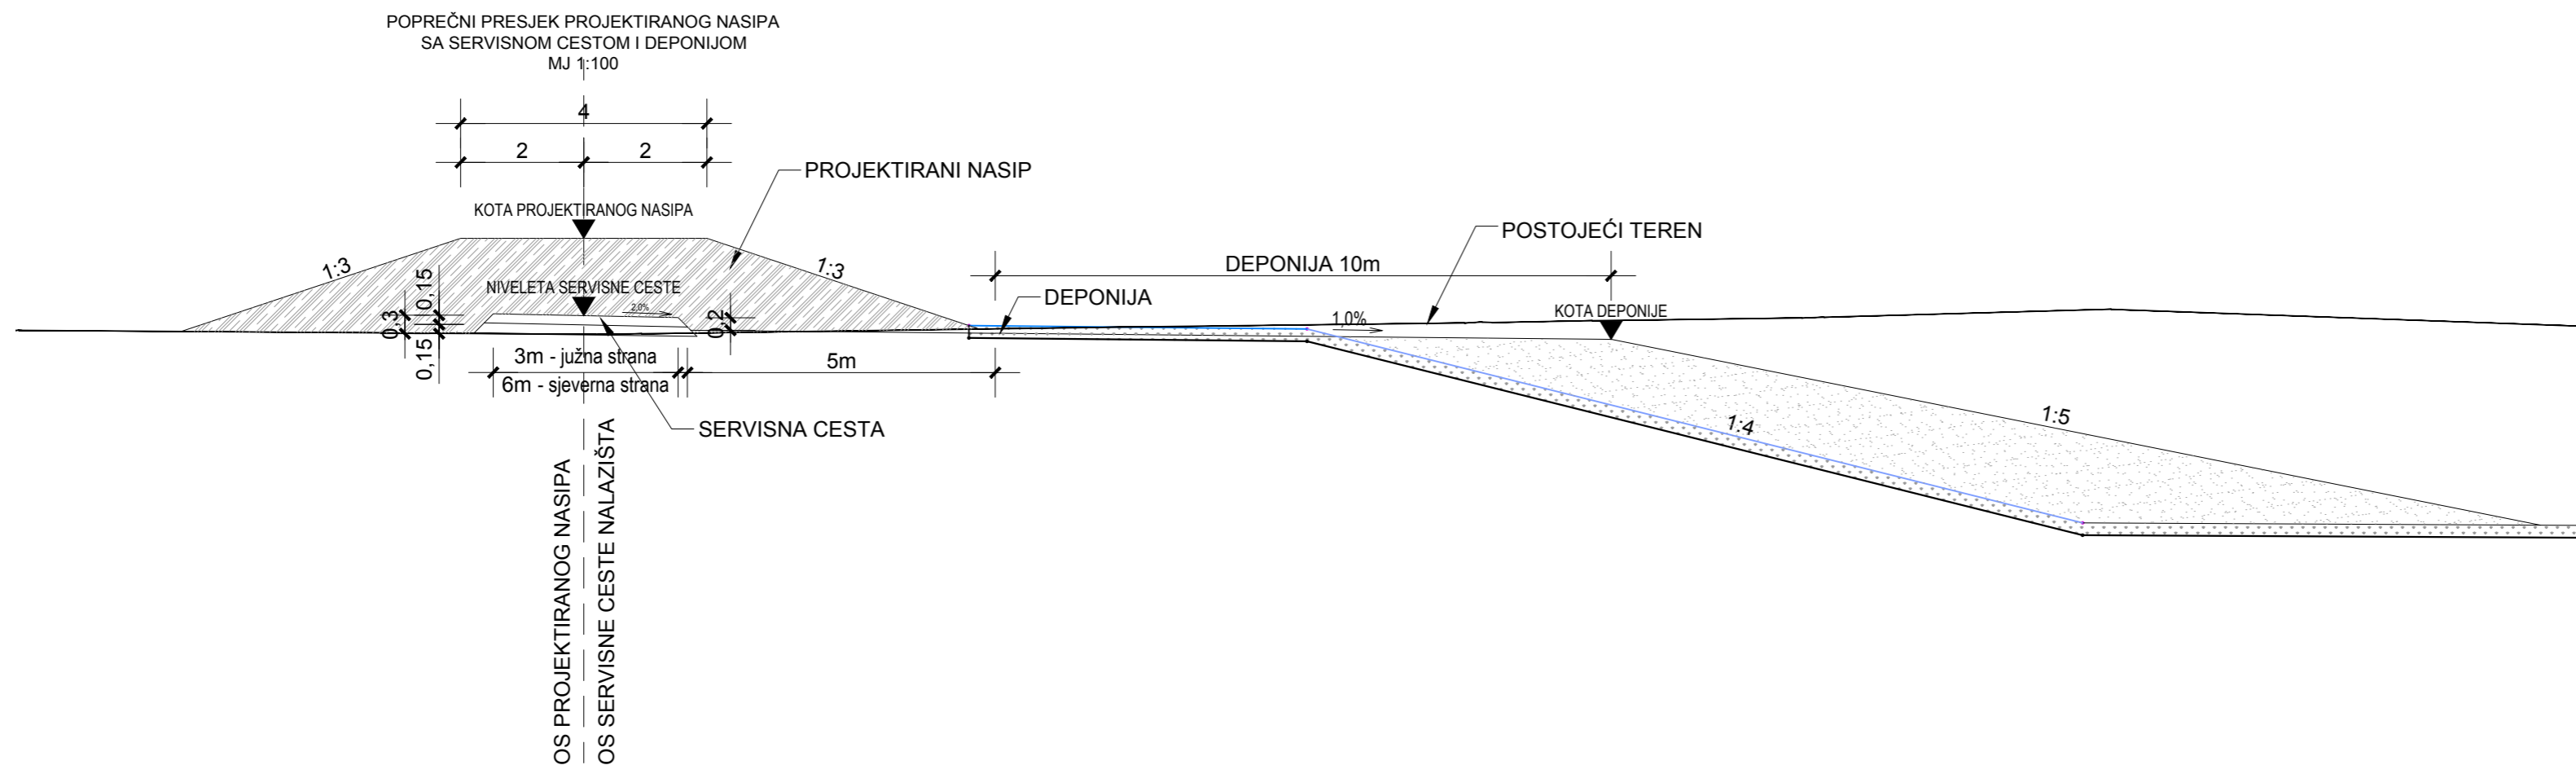 POPREČNI PRESJEK PROJEKTIRANOG NASIPA
SA SERVISNOM CESTOM I DEPONIJOM
MJ 1:100
4
2
2
PROJEKTIRANI NASIP
KOTA PROJEKTIRANOG NASIPA
POSTOJEĆI TEREN
1:3
1:3
DEPONIJA 10m
NIVELETA SERVISNE CESTE
DEPONIJA
2,0%
KOTA DEPONIJE
1,0%
0,15
0,3
0,15
0,2
3m - južna strana
6m - sjeverna strana
5m
SERVISNA CESTA
1:4
1:5
OS PROJEKTIRANOG NASIPA
OS SERVISNE CESTE NALAZIŠTA